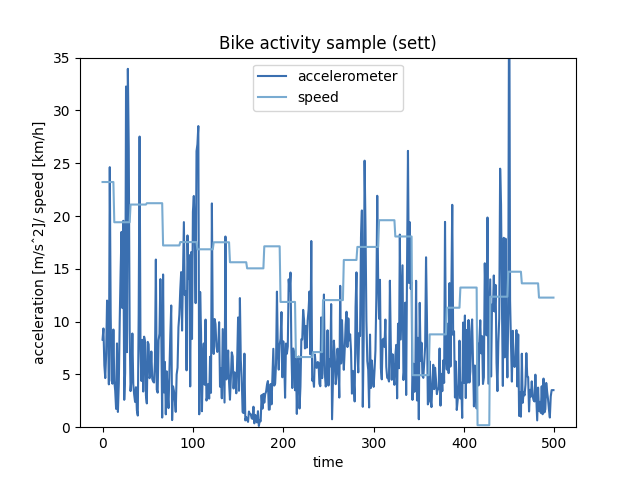 Bike activity sample (sett)
accelerometer
speed
acceleration [m/s^2]/ speed [km/h]
35
30
25
20
15
10
5
0
0 100 200 300 400 500
time